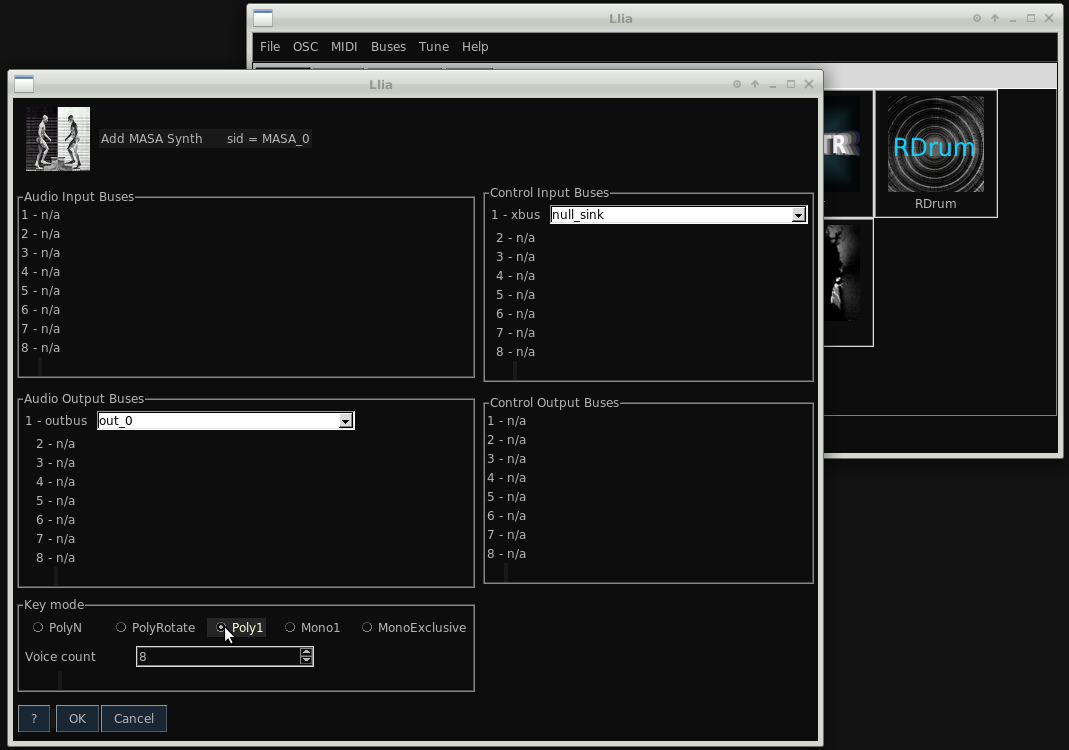 Llia
File OSC MIDI Buses Tune Help
TR
RDrum
RDrum
Llia
Add MASA Synth sid = MASA_0
Audio Input Buses
1 - n/a
2 - n/a
3 - n/a
4 - n/a
5 - n/a
6 - n/a
7 - n/a
8 - n/a
Control Input Buses
1 - xbus null_sink
2 - n/a
3 - n/a
4 - n/a
5 - n/a
6 - n/a
7 - n/a
8 - n/a
Audio Output Buses
1 - outbus out_0
2 - n/a
3 - n/a
4 - n/a
5 - n/a
6 - n/a
7 - n/a
8 - n/a
Control Output Buses
1 - n/a
2 - n/a
3 - n/a
4 - n/a
5 - n/a
6 - n/a
7 - n/a
8 - n/a
Key mode
PolyN PolyRotate Poly1 Mono1 MonoExclusive
Voice count 8
? OK Cancel